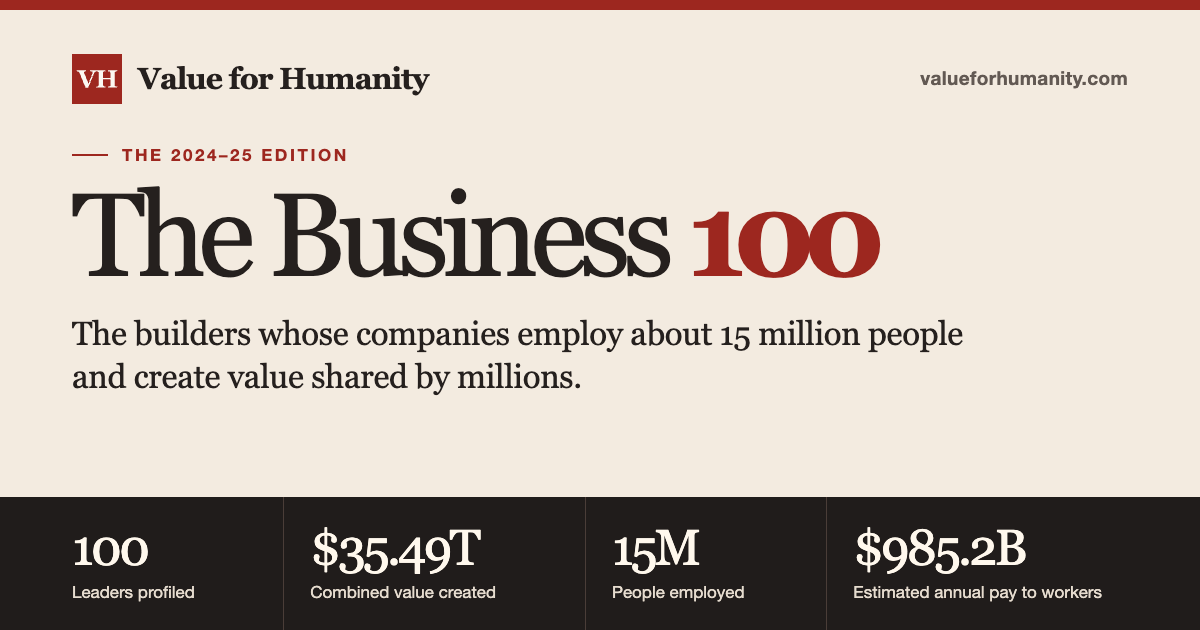 VH Value for Humanity
valueforhumanity.com
THE 2024–25 EDITION
The Business 100
The builders whose companies employ about 15 million people
and create value shared by millions.
100
Leaders profiled
$35.49T
Combined value created
15M
People employed
$985.2B
Estimated annual pay to workers